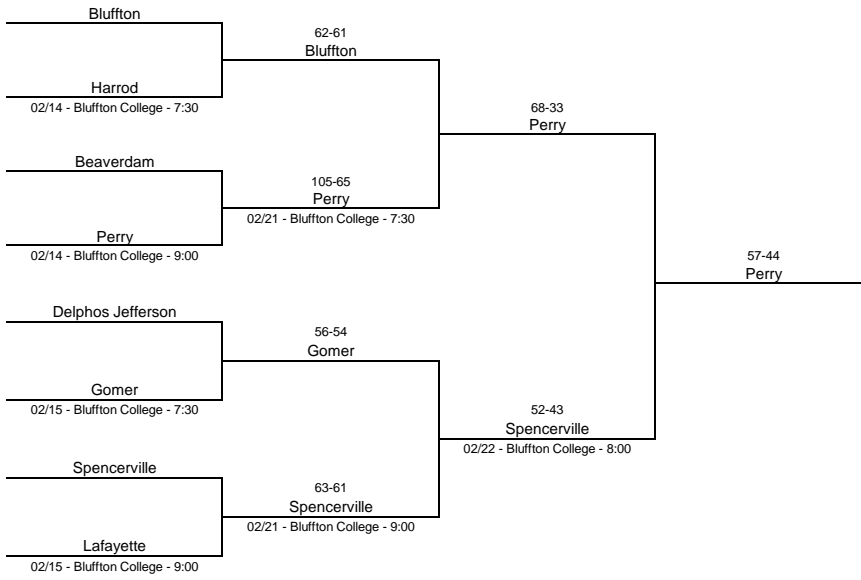 Bluffton
Harrod
02/14 - Bluffton College - 7:30
Beaverdam
Perry
02/14 - Bluffton College - 9:00
Delphos Jefferson
Gomer
02/15 - Bluffton College - 7:30
Spencerville
Lafayette
02/15 - Bluffton College - 9:00
62-61
Bluffton
105-65
Perry
02/21 - Bluffton College - 7:30
56-54
Gomer
63-61
Spencerville
02/21 - Bluffton College - 9:00
68-33
Perry
52-43
Spencerville
02/22 - Bluffton College - 8:00
57-44
Perry